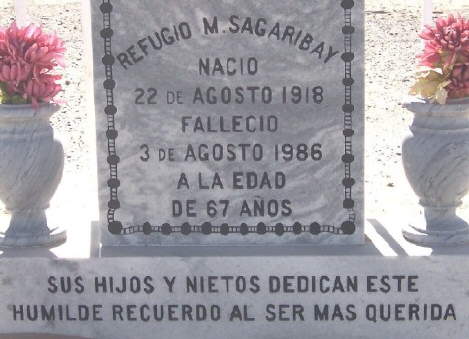 REFUGIO M. SAGARIBAY
NACIO
22 DE AGOSTO 1918
FALLECIO
3 DE AGOSTO 1986
A LA EDAD
DE 67 AÑOS
SUS HIJOS Y NIETOS DEDICAN ESTE
HUMILDE RECUERDO AL SER MAS QUERIDA